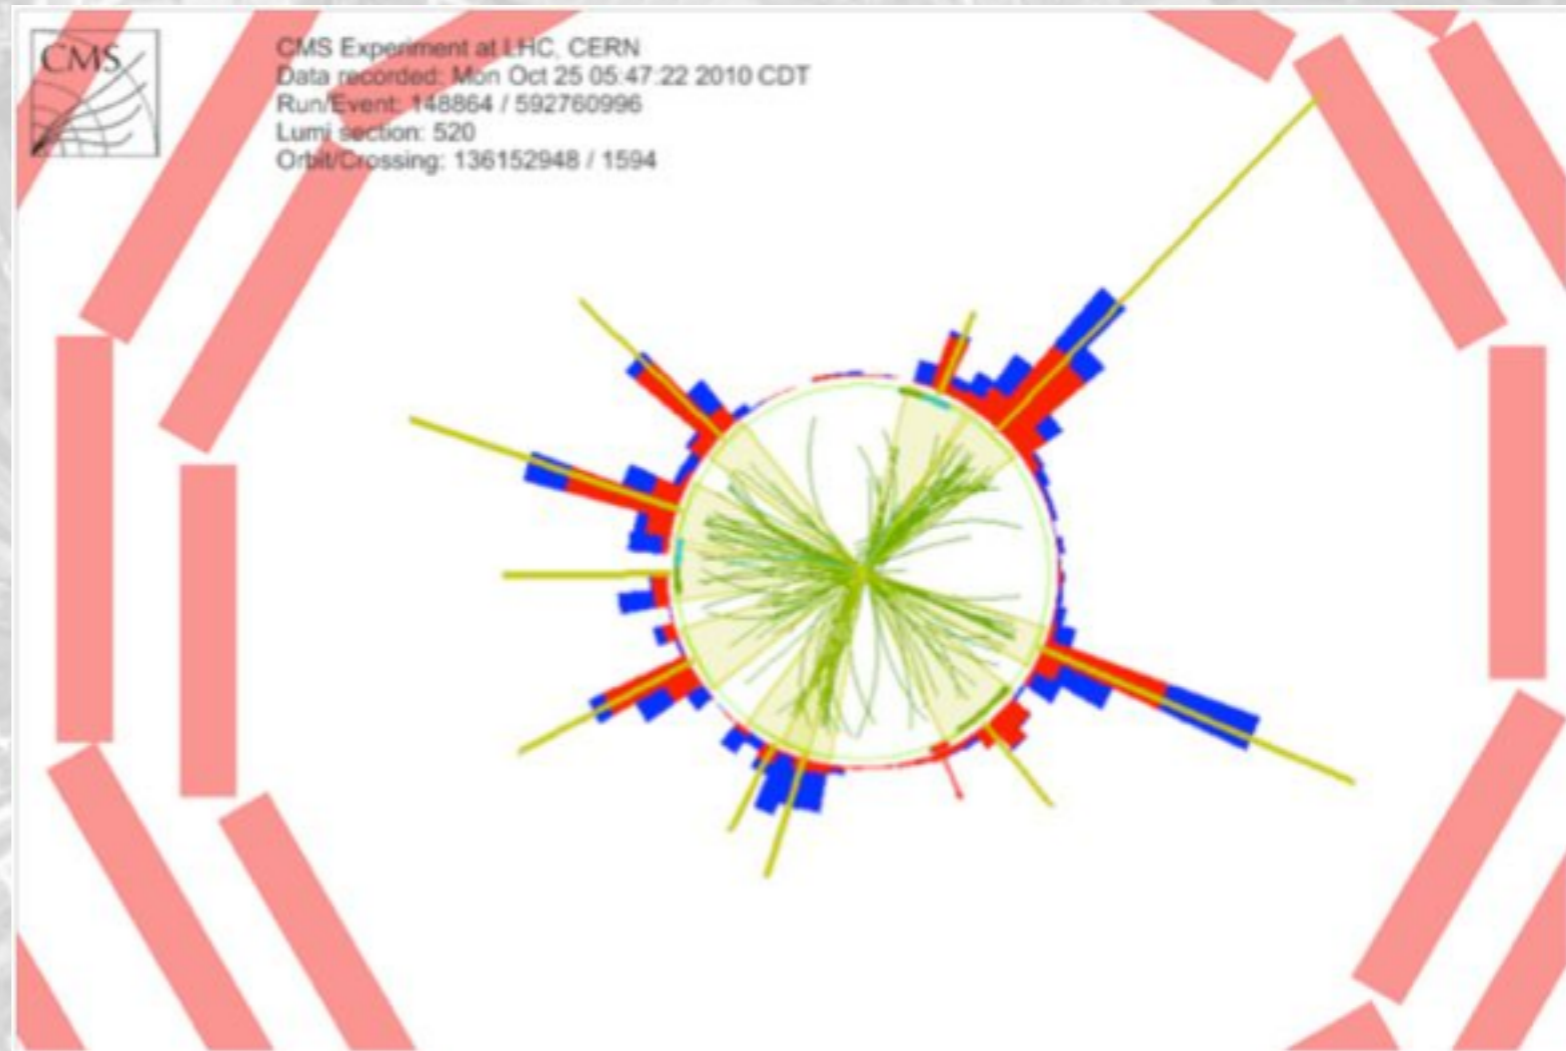 CMS
CMS Experiment at LHC, CERN
Data recorded: Mon Oct 25 05:47:22 2010 CDT
Run/Event: 148864 / 592760996
Lumi section: 520
Orbit/Crossing: 136152948 / 1594